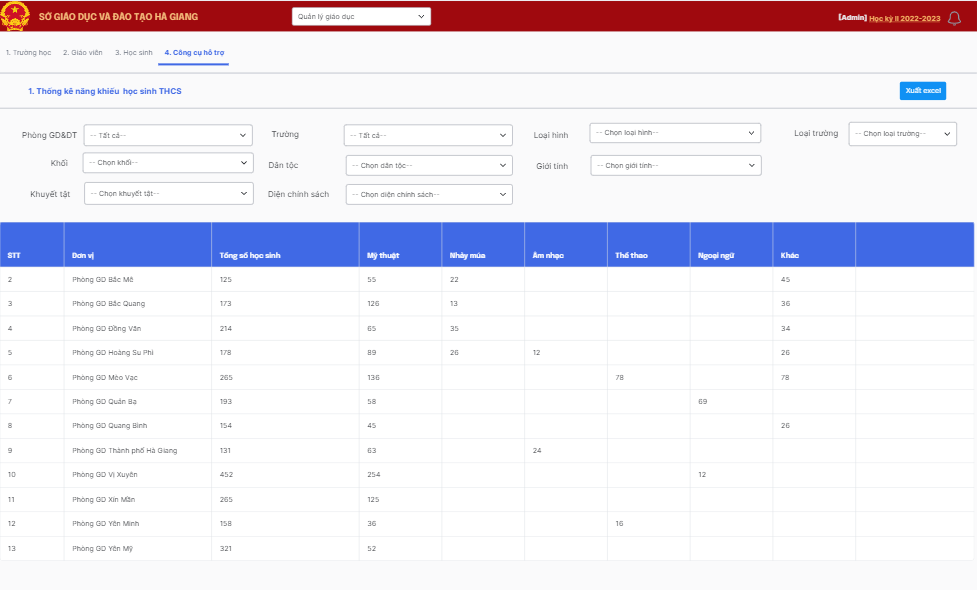 SỞ GIÁO DỤC VÀ ĐÀO TẠO HÀ GIANG
Quản lý giáo dục
[Admin] Học kỳ II 2022-2023
1. Trường học 2. Giáo viên 3. Học sinh 4. Công cụ hỗ trợ
1. Thống kê năng khiếu học sinh THCS
Xuất excel
Phòng GD&ĐT -- Tất cả-- Trường -- Tất cả-- Loại hình -- Chọn loại hình-- Loại trường -- Chọn loại trường--
Khối -- Chọn khối-- Dân tộc -- Chọn dân tộc-- Giới tính -- Chọn giới tính--
Khuyết tật -- Chọn khuyết tật-- Diện chính sách -- Chọn diện chính sách--
STT Đơn vị Tổng số học sinh Mỹ thuật Nhảy múa Âm nhạc Thể thao Ngoại ngữ Khác
2 Phòng GD Bắc Mê 125 55 22 45
3 Phòng GD Bắc Quang 173 126 13 36
4 Phòng GD Đồng Văn 214 65 35 34
5 Phòng GD Hoàng Su Phì 178 89 26 12 26
6 Phòng GD Mèo Vạc 265 136 78 78
7 Phòng GD Quản Bạ 193 58 69
8 Phòng GD Quang Bình 154 45 26
9 Phòng GD Thành phố Hà Giang 131 63 24
10 Phòng GD Vị Xuyên 452 254 12
11 Phòng GD Xín Mần 265 125
12 Phòng GD Yên Minh 158 36 16
13 Phòng GD Yên Mỹ 321 52